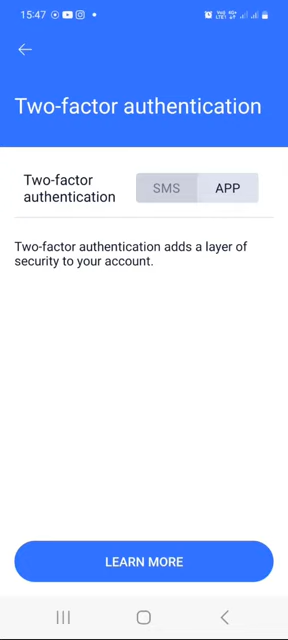 15:47
Two-factor authentication
Two-factor
authentication
SMS
APP
Two-factor authentication adds a layer of
security to your account.
LEARN MORE